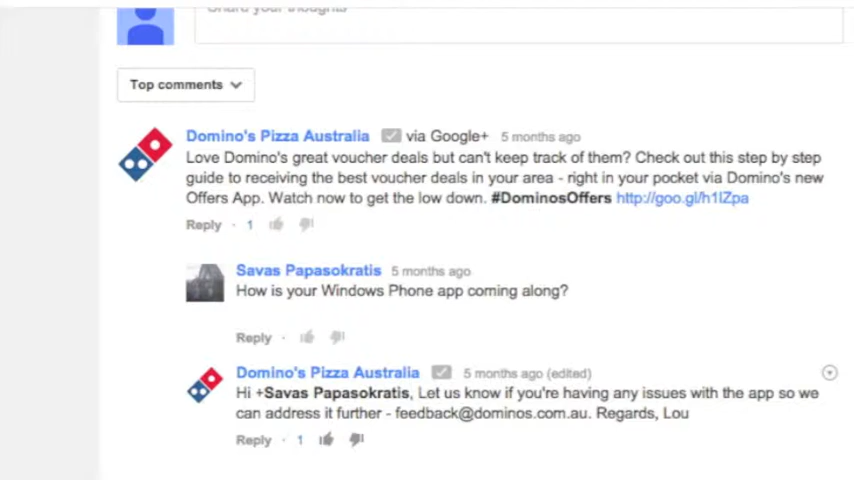 Share your thoughts
Top comments
Domino's Pizza Australia via Google+ 5 months ago
Love Domino's great voucher deals but can't keep track of them? Check out this step by step
guide to receiving the best voucher deals in your area - right in your pocket via Domino's new
Offers App. Watch now to get the low down. #DominosOffers http://goo.gl/h1lZpa
Reply · 1
Savas Papasokratis 5 months ago
How is your Windows Phone app coming along?
Reply ·
Domino's Pizza Australia 5 months ago (edited)
Hi +Savas Papasokratis, Let us know if you're having any issues with the app so we
can address it further - feedback@dominos.com.au. Regards, Lou
Reply · 1